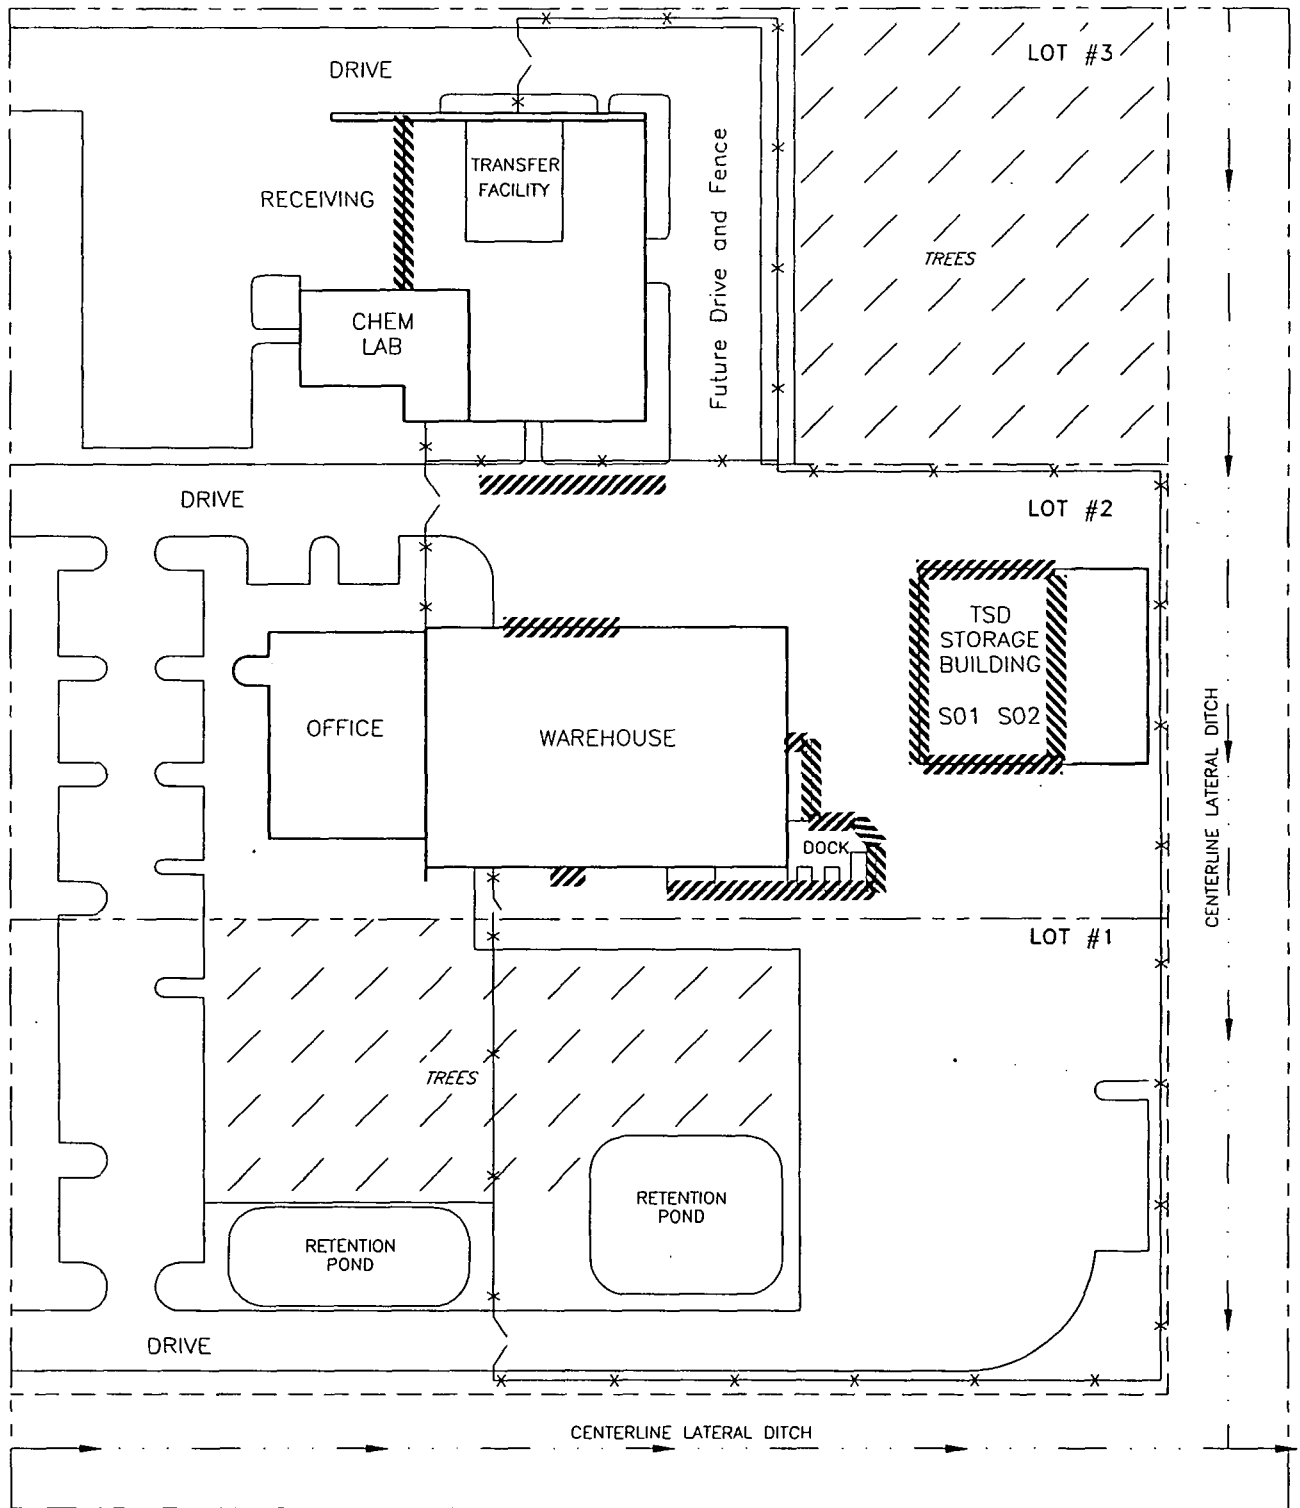 LOT #3
DRIVE
TRANSFER
FACILITY
RECEIVING
Future Drive and Fence
TREES
CHEM
LAB
DRIVE
LOT #2
TSD
STORAGE
BUILDING
S01 S02
OFFICE
WAREHOUSE
CENTERLINE LATERAL DITCH
DOCK
LOT #1
TREES
RETENTION
POND
RETENTION
POND
DRIVE
CENTERLINE LATERAL DITCH